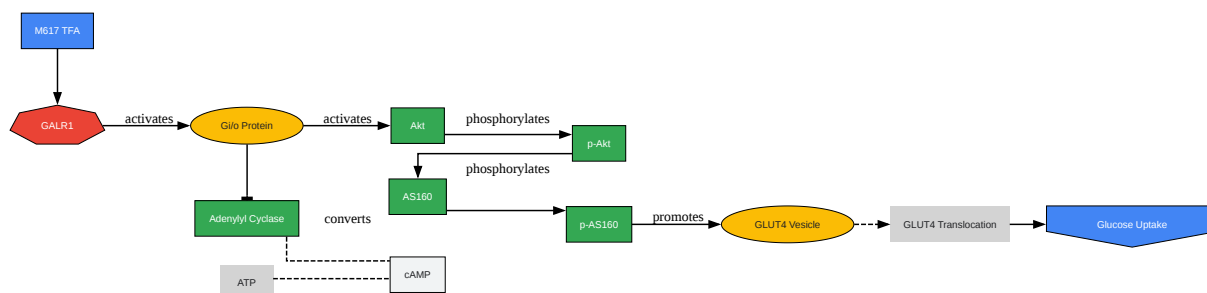 M617 TFA
GALR1
activates
Gi/o Protein
activates
Akt
phosphorylates
p-Akt
phosphorylates
AS160
Adenylyl Cyclase
converts
p-AS160
promotes
GLUT4 Vesicle
GLUT4 Translocation
Glucose Uptake
ATP
cAMP